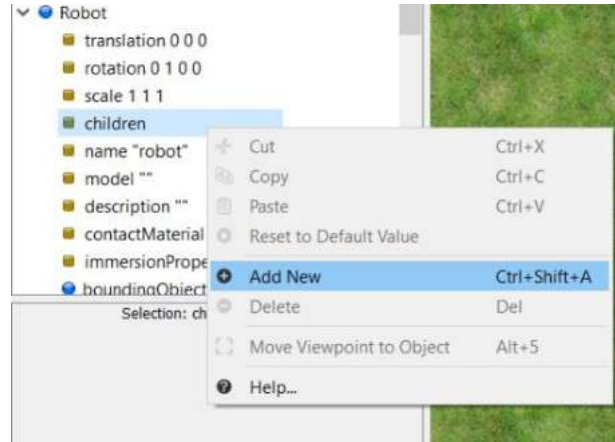 Robot
translation 0 0 0
rotation 0 1 0 0
scale 1 1 1
children
name "robot"
model ""
description ""
contactMaterial
immersionPrope
boundingObject
Selection: ch
Cut Ctrl+X
Copy Ctrl+C
Paste Ctrl+V
Reset to Default Value
Add New Ctrl+Shift+A
Delete Del
Move Viewpoint to Object Alt+5
Help...